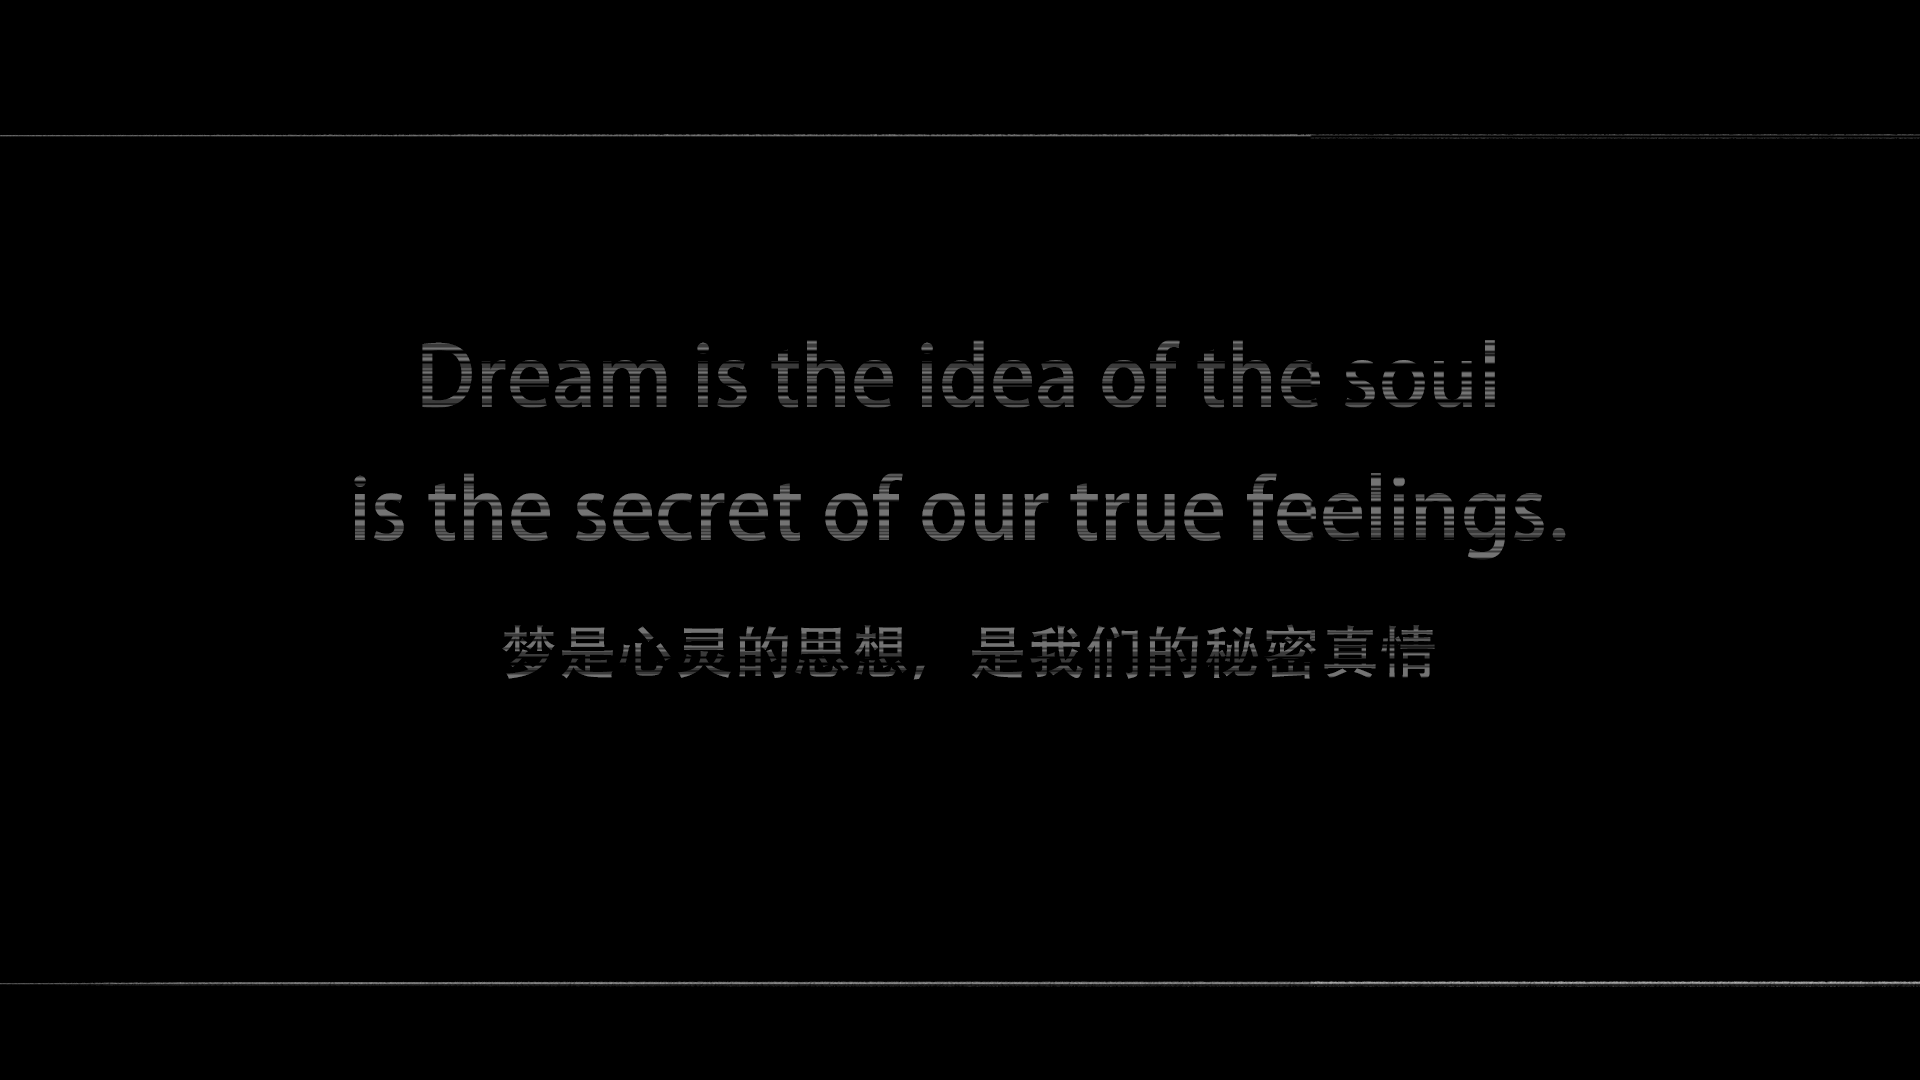 Dream is the idea of the soul
is the secret of our true feelings.
梦是心灵的思想，是我们的秘密真情